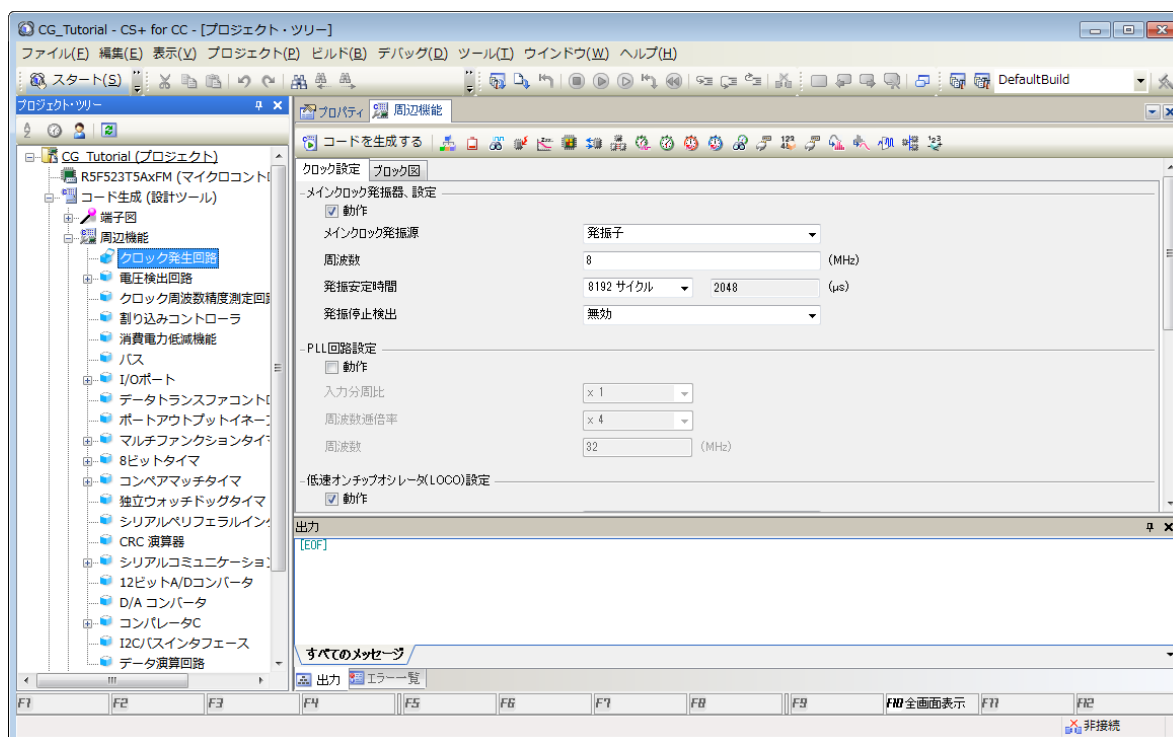 CG_Tutorial - CS+ for CC - [プロジェクト・ツリー]
ファイル(F) 編集(E) 表示(V) プロジェクト(P) ビルド(B) デバッグ(D) ツール(T) ウインドウ(W) ヘルプ(H)
スタート(S) DefaultBuild
プロジェクト・ツリー
CG_Tutorial (プロジェクト)
R5F523T5AxFM (マイクロコント
コード生成 (設計ツール)
端子図
周辺機能
クロック発生回路
電圧検出回路
クロック周波数精度測定回
割り込みコントローラ
消費電力低減機能
バス
I/Oポート
データトランスファコント
ポートアウトプットイネー
マルチファンクションタイ
8ビットタイマ
コンペアマッチタイマ
独立ウォッチドッグタイマ
シリアルペリフェラルイン
CRC 演算器
シリアルコミュニケーショ
12ビットA/Dコンバータ
D/A コンバータ
コンパレータC
I2Cバスインタフェース
データ演算回路
プロパティ 周辺機能
コードを生成する
クロック設定 ブロック図
メインクロック発振器、設定
動作
メインクロック発振源 発振子
周波数 8 (MHz)
発振安定時間 8192 サイクル 2048 (μs)
発振停止検出 無効
PLL回路設定
動作
入力分周比 x 1
周波数逓倍率 x 4
周波数 32 (MHz)
低速オンチップオシレータ(LOCO)設定
動作
出力
[EOF]
すべてのメッセージ
出力 エラー一覧
F1 F2 F3 F4 F5 F6 F7 F8 F9 F10 全画面表示 F11 F12
非接続